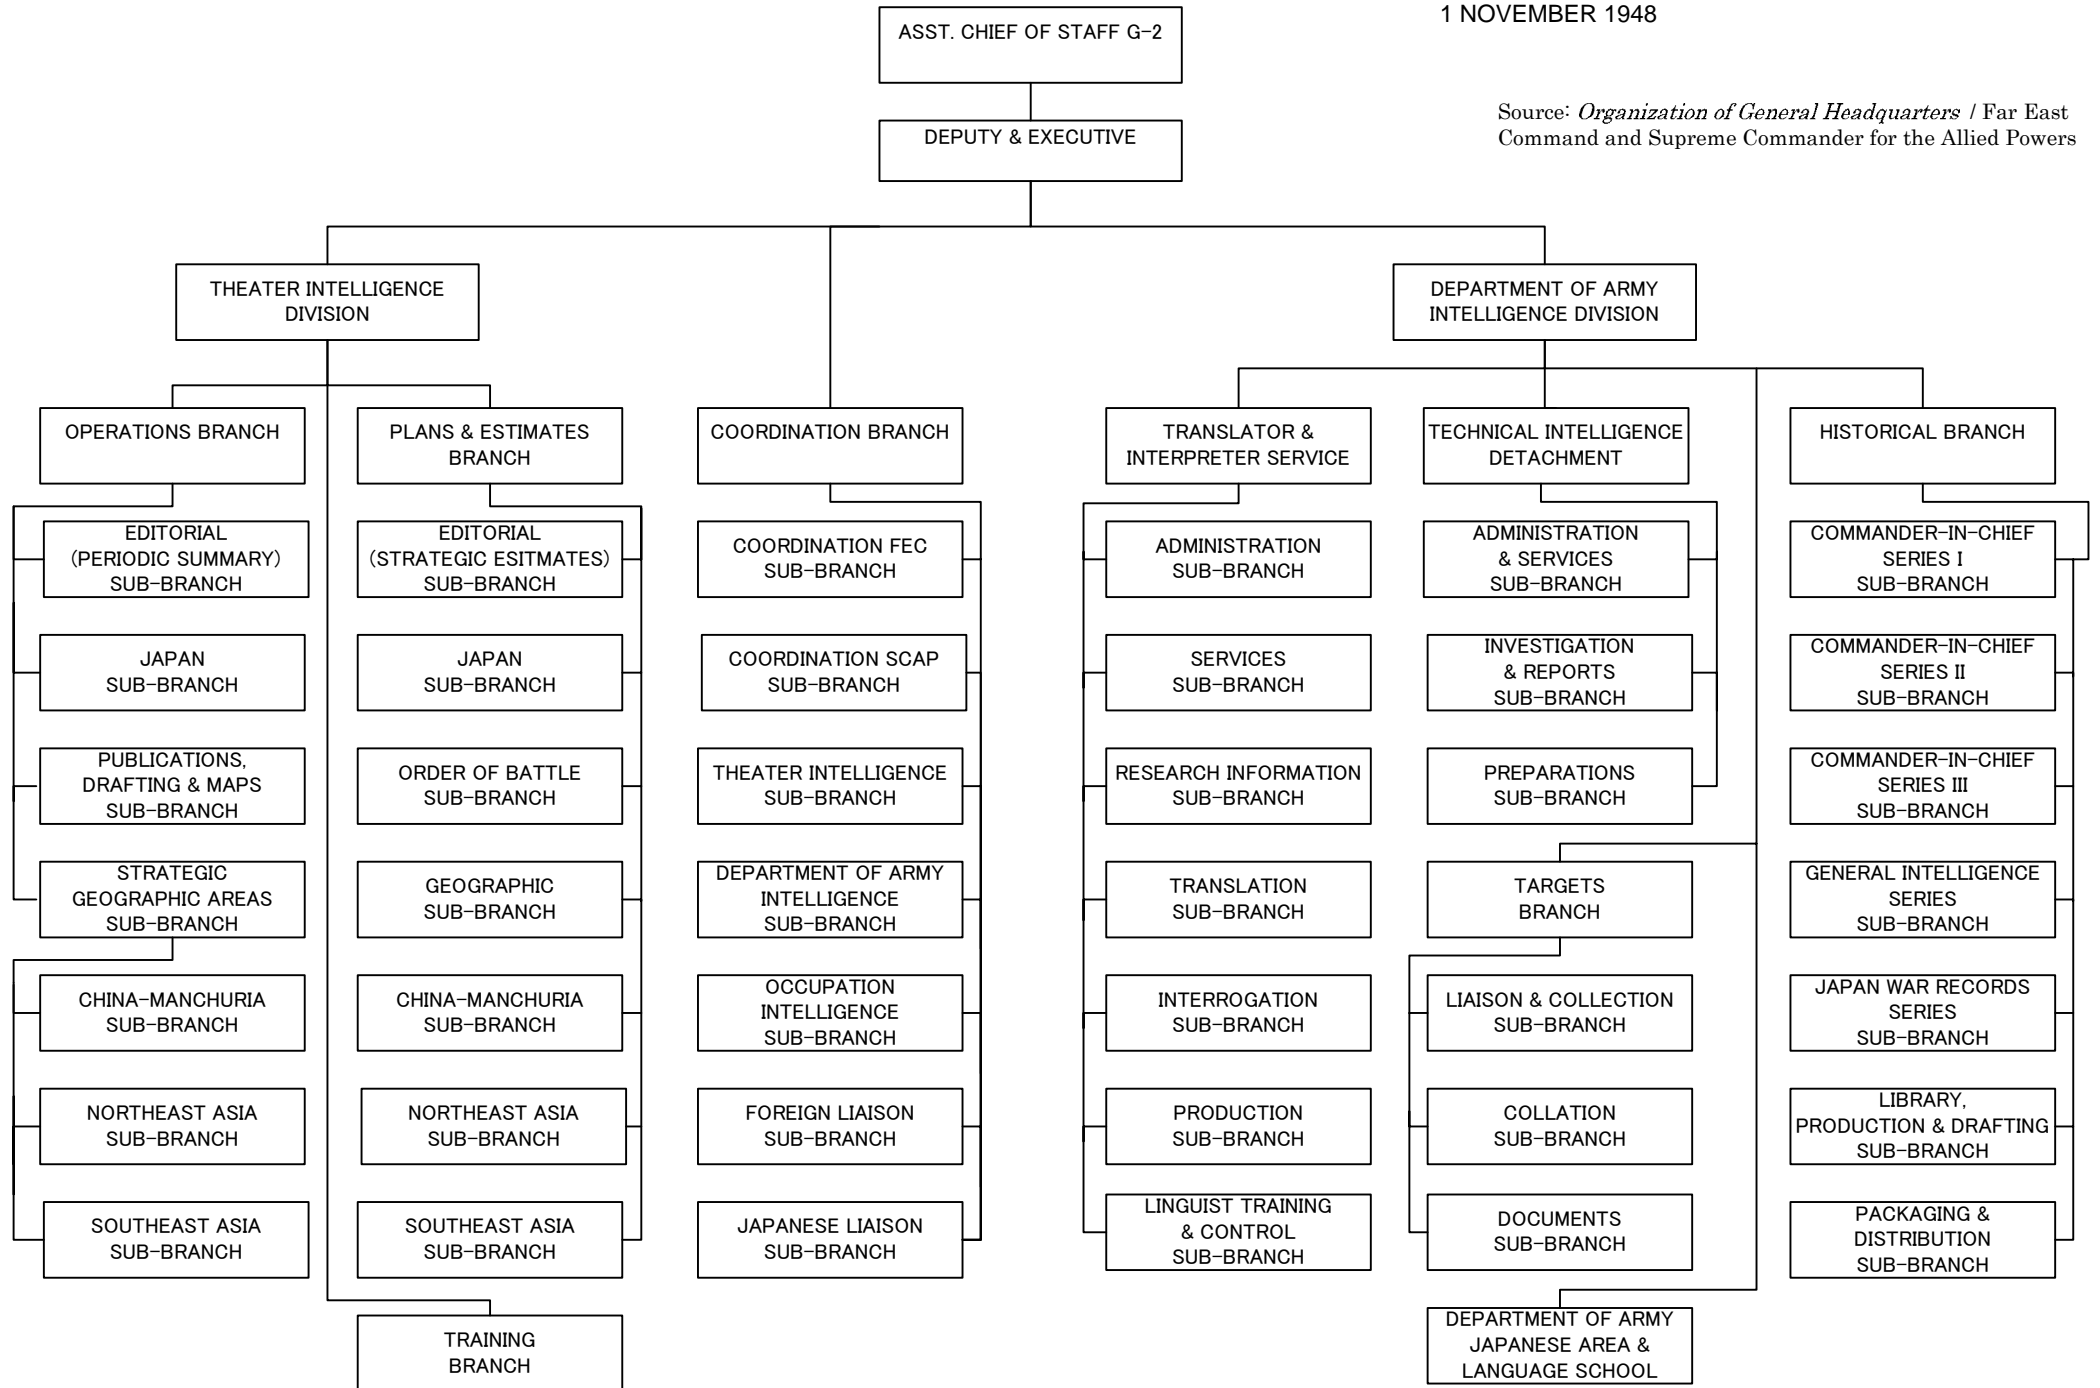 1 NOVEMBER 1948
ASST. CHIEF OF STAFF G-2
Source: Organization of General Headquarters / Far East
Command and Supreme Commander for the Allied Powers
DEPUTY & EXECUTIVE
THEATER INTELLIGENCE
DIVISION
DEPARTMENT OF ARMY
INTELLIGENCE DIVISION
OPERATIONS BRANCH
EDITORIAL
(PERIODIC SUMMARY)
SUB-BRANCH
JAPAN
SUB-BRANCH
PUBLICATIONS,
DRAFTING & MAPS
SUB-BRANCH
STRATEGIC
GEOGRAPHIC AREAS
SUB-BRANCH
CHINA-MANCHURIA
SUB-BRANCH
NORTHEAST ASIA
SUB-BRANCH
SOUTHEAST ASIA
SUB-BRANCH
PLANS & ESTIMATES
BRANCH
EDITORIAL
(STRATEGIC ESITMATES)
SUB-BRANCH
JAPAN
SUB-BRANCH
ORDER OF BATTLE
SUB-BRANCH
GEOGRAPHIC
SUB-BRANCH
CHINA-MANCHURIA
SUB-BRANCH
NORTHEAST ASIA
SUB-BRANCH
SOUTHEAST ASIA
SUB-BRANCH
TRAINING
BRANCH
COORDINATION BRANCH
COORDINATION FEC
SUB-BRANCH
COORDINATION SCAP
SUB-BRANCH
THEATER INTELLIGENCE
SUB-BRANCH
DEPARTMENT OF ARMY
INTELLIGENCE
SUB-BRANCH
OCCUPATION
INTELLIGENCE
SUB-BRANCH
FOREIGN LIAISON
SUB-BRANCH
JAPANESE LIAISON
SUB-BRANCH
TRANSLATOR &
INTERPRETER SERVICE
ADMINISTRATION
SUB-BRANCH
SERVICES
SUB-BRANCH
RESEARCH INFORMATION
SUB-BRANCH
TRANSLATION
SUB-BRANCH
INTERROGATION
SUB-BRANCH
PRODUCTION
SUB-BRANCH
LINGUIST TRAINING
& CONTROL
SUB-BRANCH
TECHNICAL INTELLIGENCE
DETACHMENT
ADMINISTRATION
& SERVICES
SUB-BRANCH
INVESTIGATION
& REPORTS
SUB-BRANCH
PREPARATIONS
SUB-BRANCH
TARGETS
BRANCH
LIAISON & COLLECTION
SUB-BRANCH
COLLATION
SUB-BRANCH
DOCUMENTS
SUB-BRANCH
DEPARTMENT OF ARMY
JAPANESE AREA &
LANGUAGE SCHOOL
HISTORICAL BRANCH
COMMANDER-IN-CHIEF
SERIES I
SUB-BRANCH
COMMANDER-IN-CHIEF
SERIES II
SUB-BRANCH
COMMANDER-IN-CHIEF
SERIES III
SUB-BRANCH
GENERAL INTELLIGENCE
SERIES
SUB-BRANCH
JAPAN WAR RECORDS
SERIES
SUB-BRANCH
LIBRARY,
PRODUCTION & DRAFTING
SUB-BRANCH
PACKAGING &
DISTRIBUTION
SUB-BRANCH